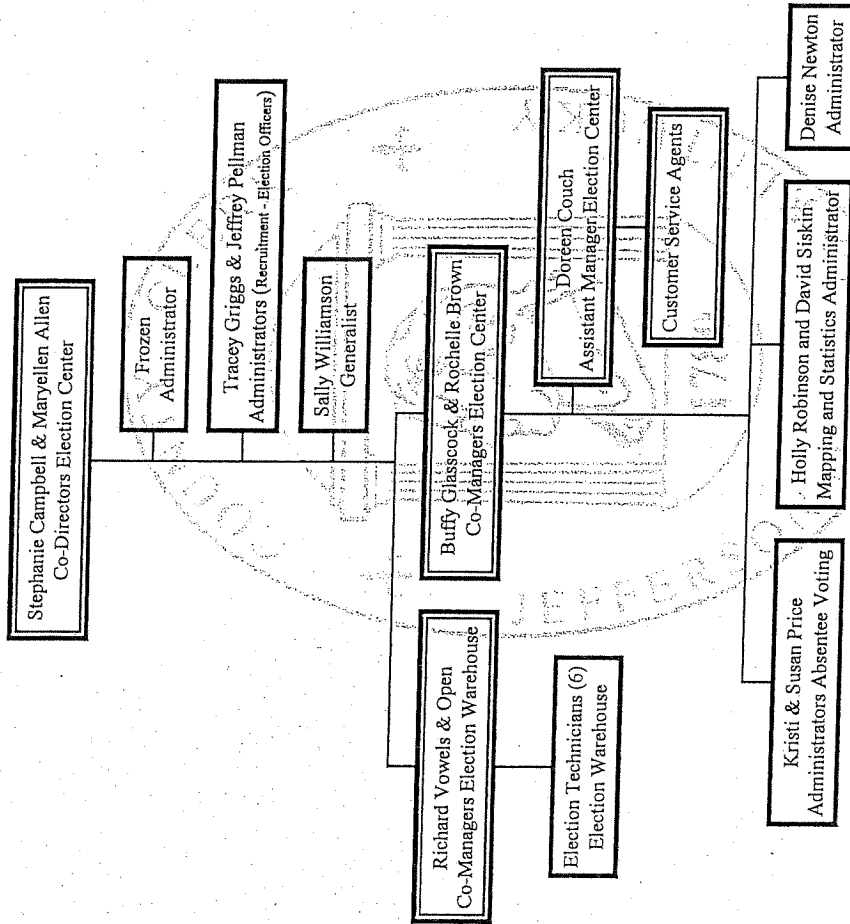 Stephanie Campbell & Maryellen Allen
Co-Directors Election Center
Frozen
Administrator
Tracey Griggs & Jeffrey Pellman
Administrators (Recruitment - Election Officers)
Sally Williamson
Generalist
Richard Vowels & Open
Co-Managers Election Warehouse
Buffy Glasscock & Rochelle Brown
Co-Managers Election Center
Election Technicians (6)
Election Warehouse
Doreen Couch
Assistant Manager Election Center
Customer Service Agents
Kristi & Susan Price
Administrators Absentee Voting
Holly Robinson and David Siskin
Mapping and Statistics Administrator
Denise Newton
Administrator
JEFFERSO